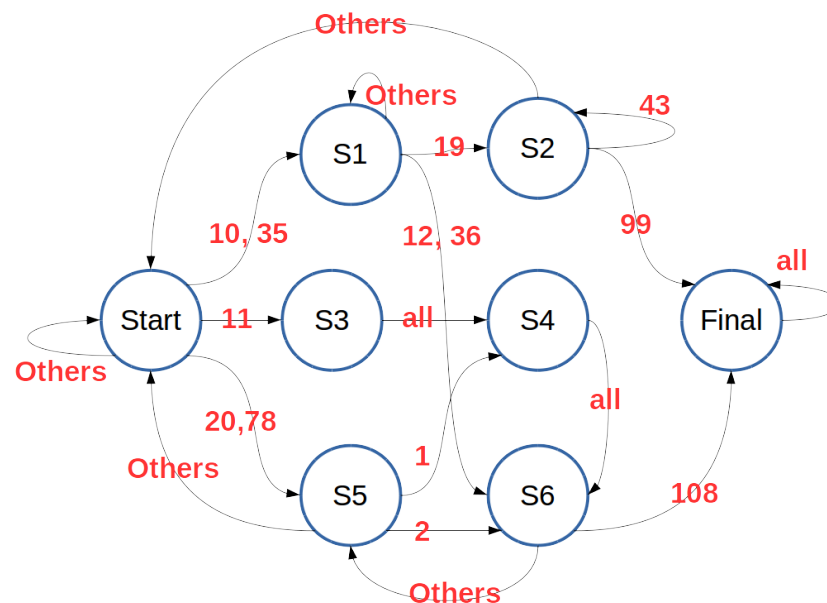 Others
Others
43
S1
19
S2
10, 35
12, 36
99
all
Start
11
S3
all
S4
Final
Others
20,78
all
Others
1
S5
2
S6
108
Others